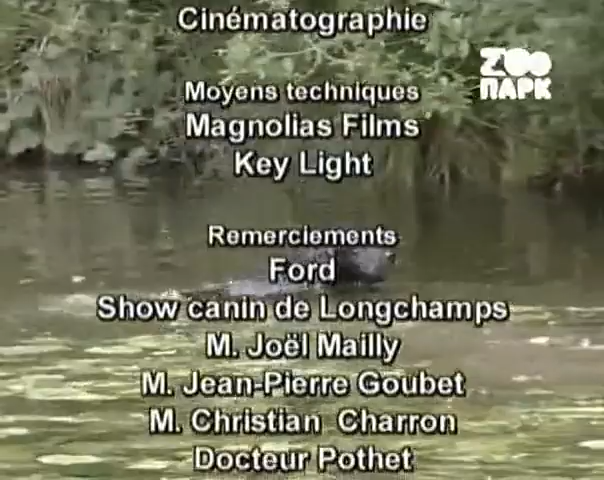 Cinématographie
ZOO
ПАРК
Moyens techniques
Magnolias Films
Key Light
Remerciements
Ford
Show canin de Longchamps
M. Joël Mailly
M. Jean-Pierre Goubet
M. Christian Charron
Docteur Pothet